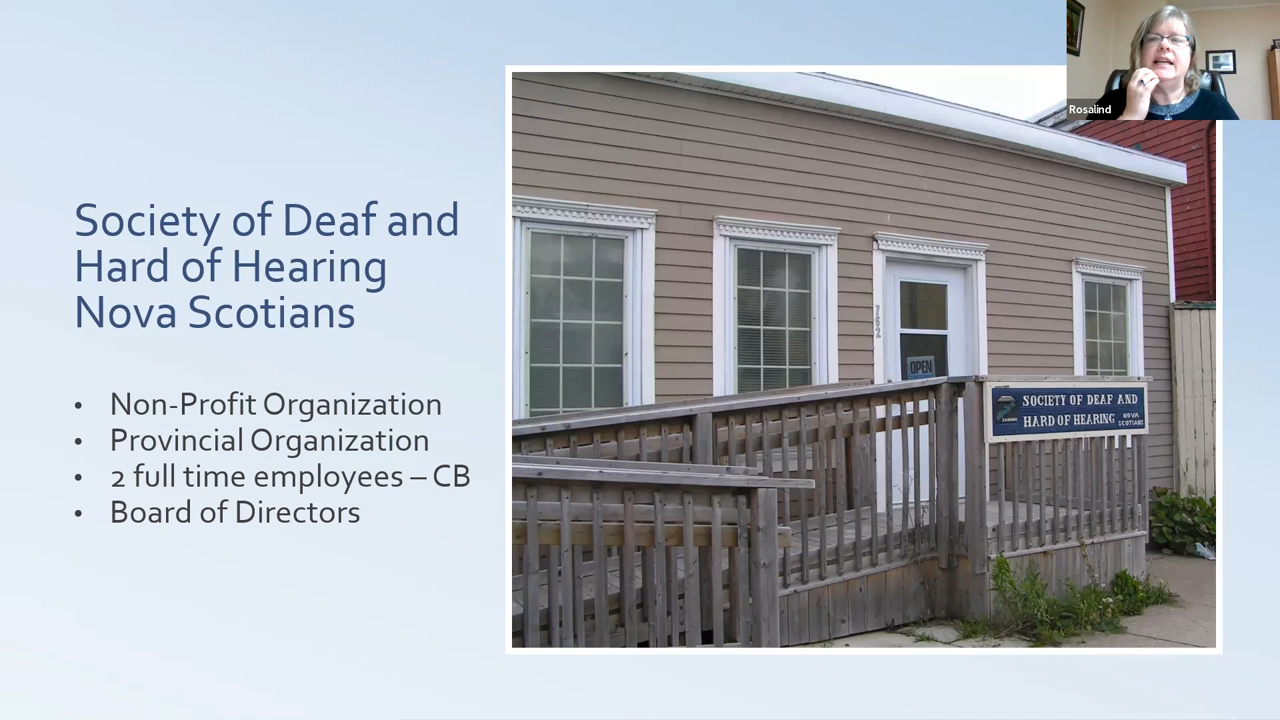 Rosalind
Society of Deaf and
Hard of Hearing
Nova Scotians
• Non-Profit Organization
• Provincial Organization
• 2 full time employees – CB
• Board of Directors
762
OPEN
SOCIETY OF DEAF AND
HARD OF HEARING NOVA
SCOTIANS